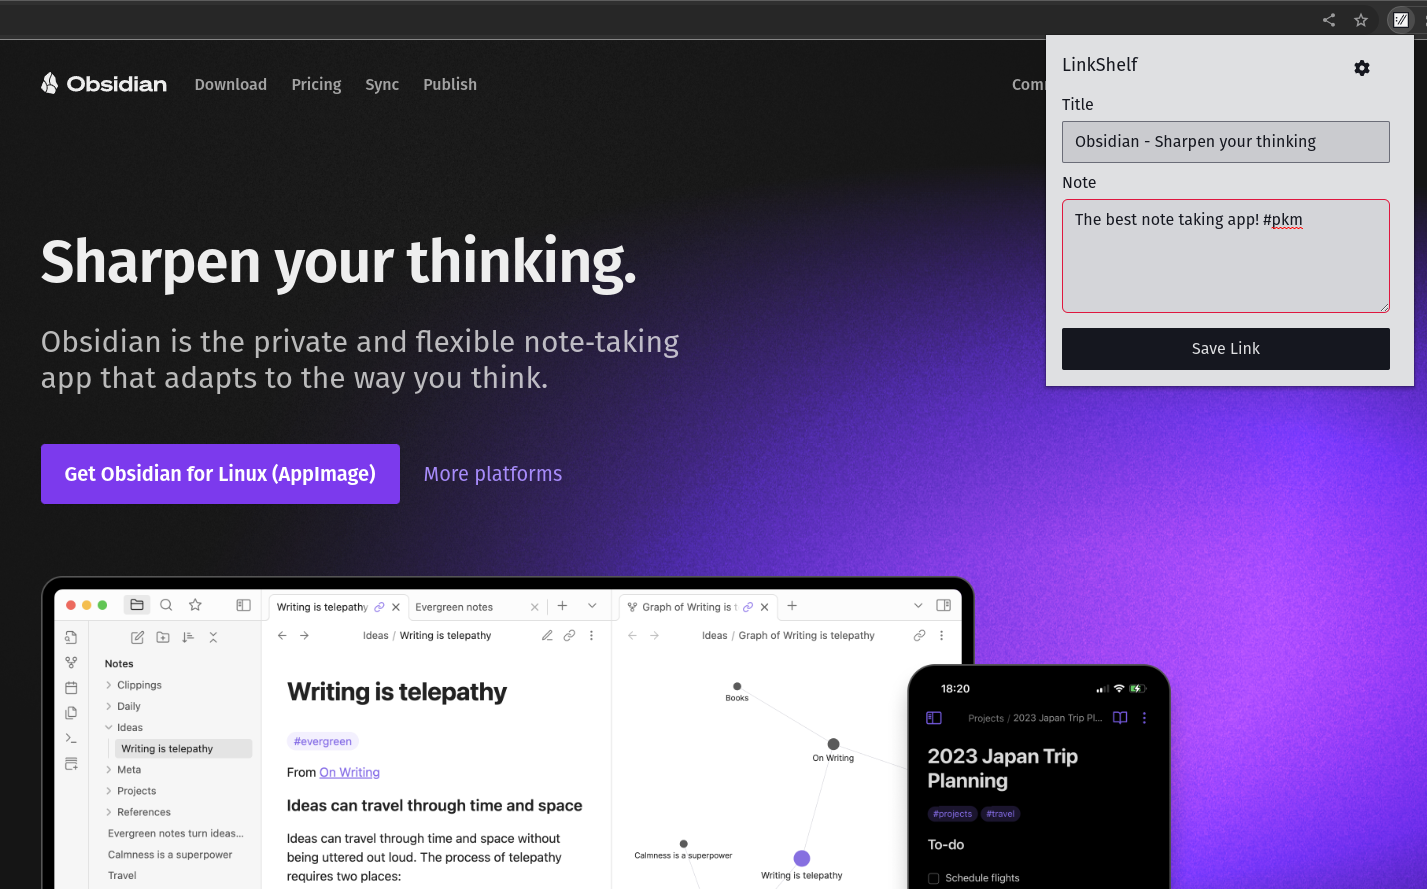 Obsidian Download Pricing Sync Publish
LinkShelf
Title
Obsidian - Sharpen your thinking
Note
The best note taking app! #pkm
Save Link
Sharpen your thinking.
Obsidian is the private and flexible note-taking
app that adapts to the way you think.
Get Obsidian for Linux (AppImage) More platforms
Notes
Clippings
Daily
Ideas
Writing is telepathy
Meta
Projects
References
Evergreen notes turn ideas...
Calmness is a superpower
Travel
Writing is telepathy
Evergreen notes
Ideas / Writing is telepathy
Writing is telepathy
#evergreen
From On Writing
Ideas can travel through time and space
Ideas can travel through time and space without
being uttered out loud. The process of telepathy
requires two places:
Graph of Writing is t
Ideas / Graph of Writing is telepathy
Books
On Writing
Calmness is a superpower
Writing is telepathy
18:20
Projects / 2023 Japan Trip Pl...
2023 Japan Trip
Planning
#projects #travel
To-do
Schedule flights